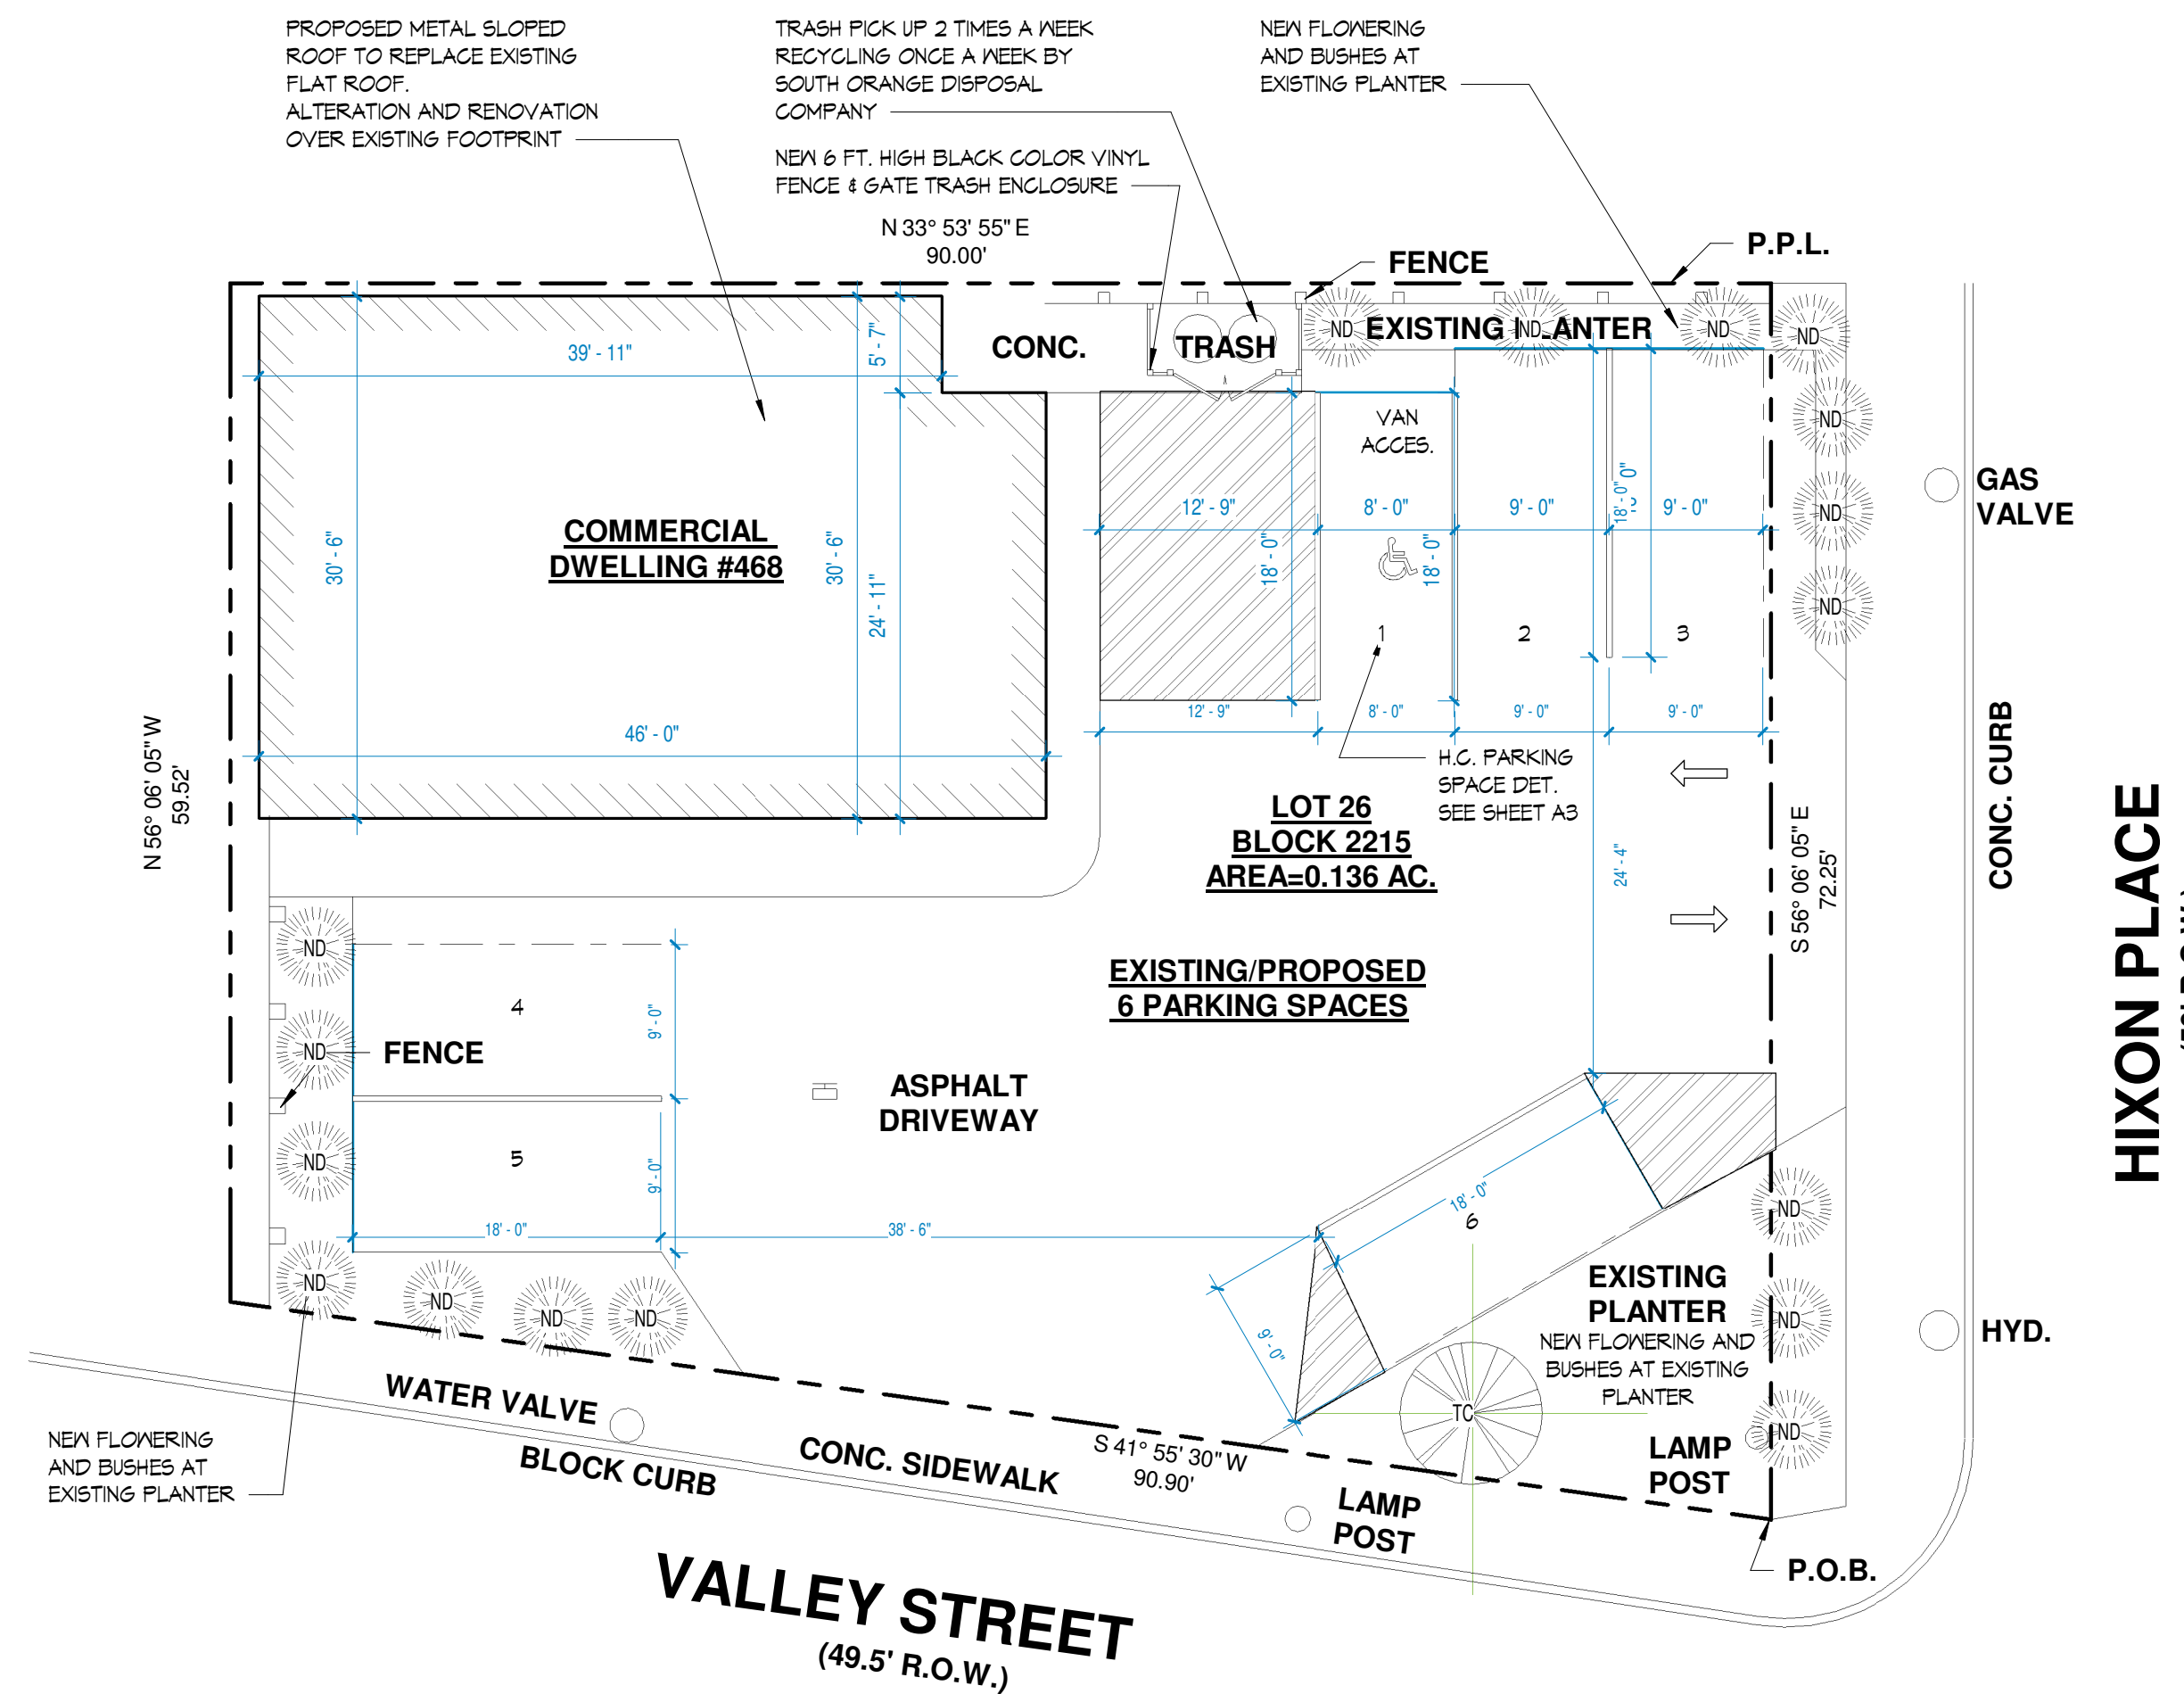 PROPOSED METAL SLOPED
ROOF TO REPLACE EXISTING
FLAT ROOF.
ALTERATION AND RENOVATION
OVER EXISTING FOOTPRINT
TRASH PICK UP 2 TIMES A WEEK
RECYCLING ONCE A WEEK BY
SOUTH ORANGE DISPOSAL
COMPANY
NEW 6 FT. HIGH BLACK COLOR VINYL
FENCE & GATE TRASH ENCLOSURE
NEW FLOWERING
AND BUSHES AT
EXISTING PLANTER
N 33° 53' 55" E
90.00'
FENCE
P.P.L.
CONC.
TRASH
EXISTING PLANTER
ND
ND
ND
ND
39' - 11"
5' - 7"
VAN
ACCES.
ND
GAS
VALVE
COMMERCIAL
DWELLING #468
30' - 6"
30' - 6"
24' - 11"
12' - 9"
8' - 0"
9' - 0"
9' - 0"
18' - 0"
18' - 0"
18' - 0"
ND
ND
1
2
3
46' - 0"
12' - 9"
8' - 0"
9' - 0"
9' - 0"
H.C. PARKING
SPACE DET.
SEE SHEET A3
N 56° 06' 05" W
59.52'
LOT 26
BLOCK 2215
AREA=0.136 AC.
24' - 4"
S 56° 06' 05" E
72.25'
CONC. CURB
HIXON PLACE
EXISTING/PROPOSED
6 PARKING SPACES
ND
4
9' - 0"
ND
FENCE
ASPHALT
DRIVEWAY
ND
5
9' - 0"
18' - 0"
38' - 6"
18' - 0"
6
9' - 0"
ND
EXISTING
PLANTER
NEW FLOWERING AND
BUSHES AT EXISTING
PLANTER
ND
ND
HYD.
ND
ND
ND
ND
TC
LAMP
POST
WATER VALVE
BLOCK CURB
CONC. SIDEWALK
S 41° 55' 30" W
90.90'
LAMP
POST
NEW FLOWERING
AND BUSHES AT
EXISTING PLANTER
P.O.B.
VALLEY STREET
(49.5' R.O.W.)